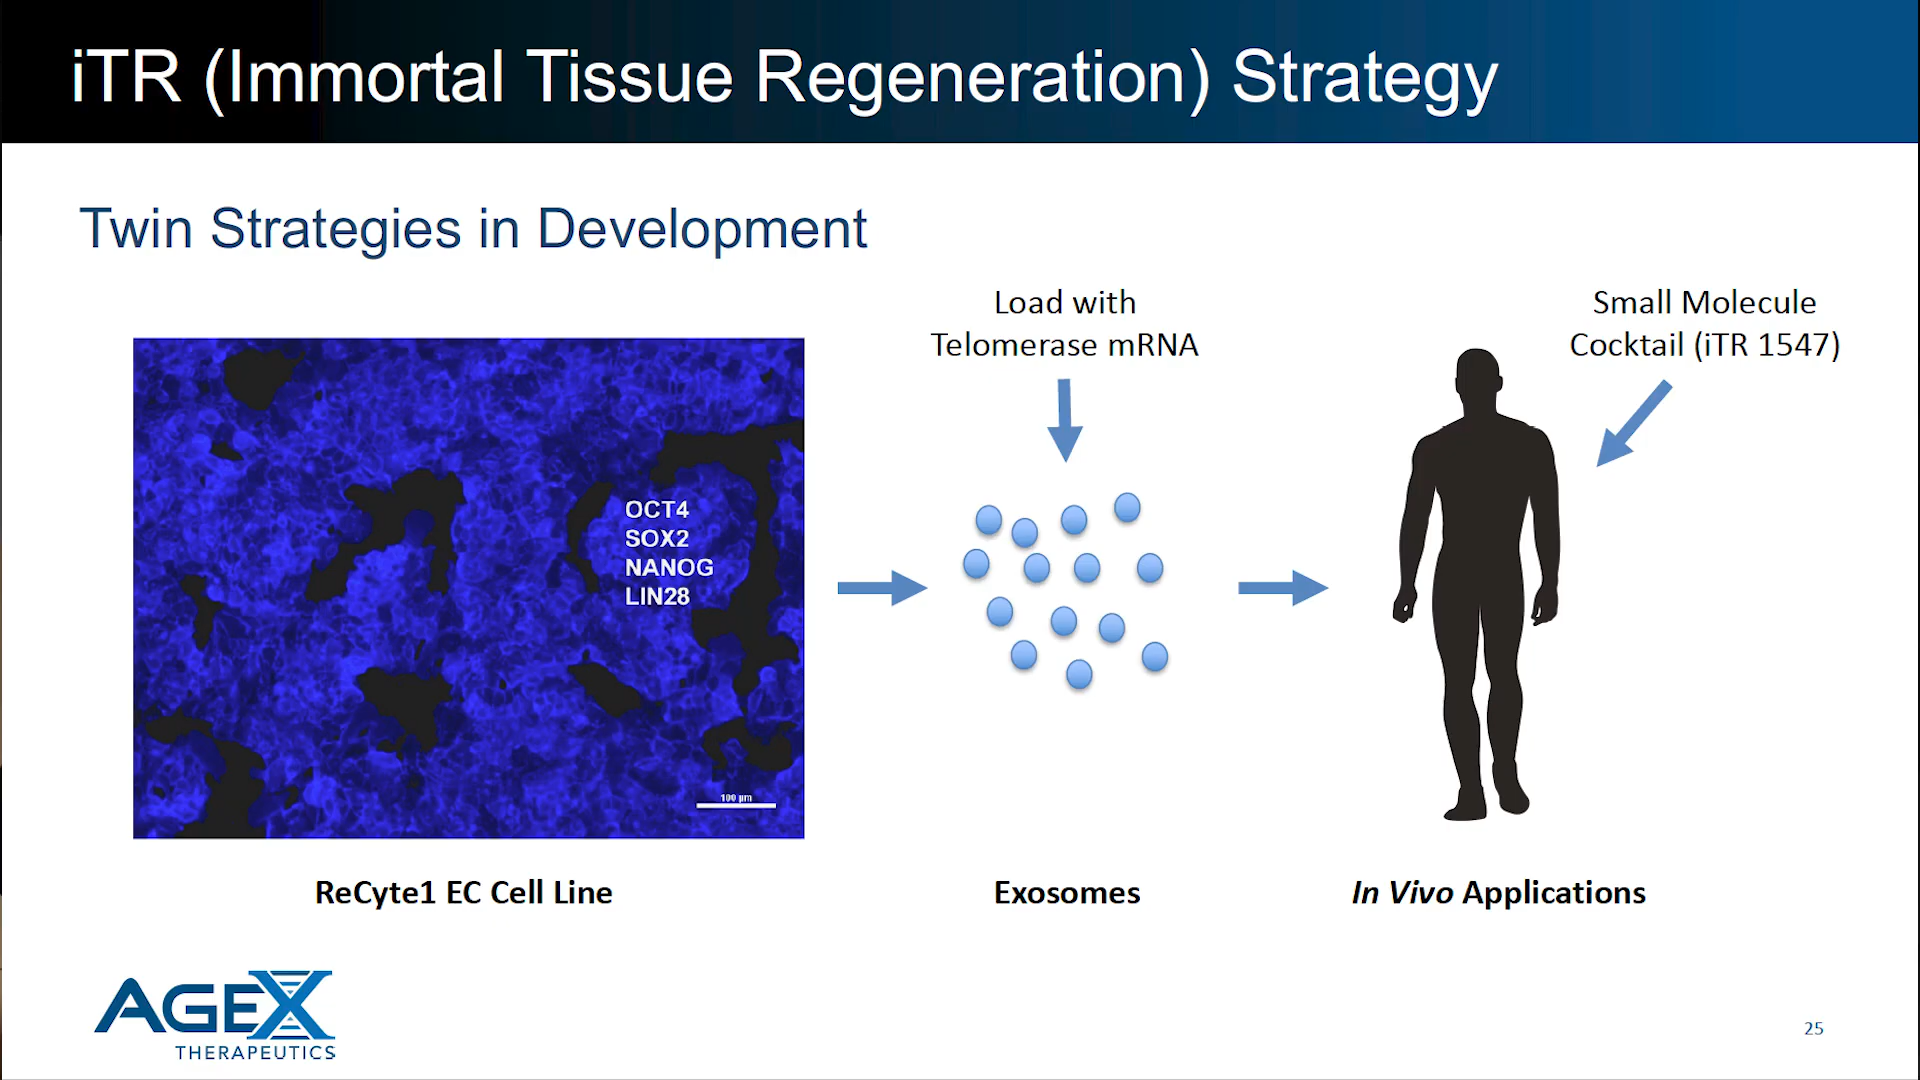 iTR (Immortal Tissue Regeneration) Strategy
Twin Strategies in Development
Load with
Telomerase mRNA
Small Molecule
Cocktail (iTR 1547)
OCT4
SOX2
NANOG
LIN28
100 µm
ReCyte1 EC Cell Line
Exosomes
In Vivo Applications
AGEX
THERAPEUTICS
25